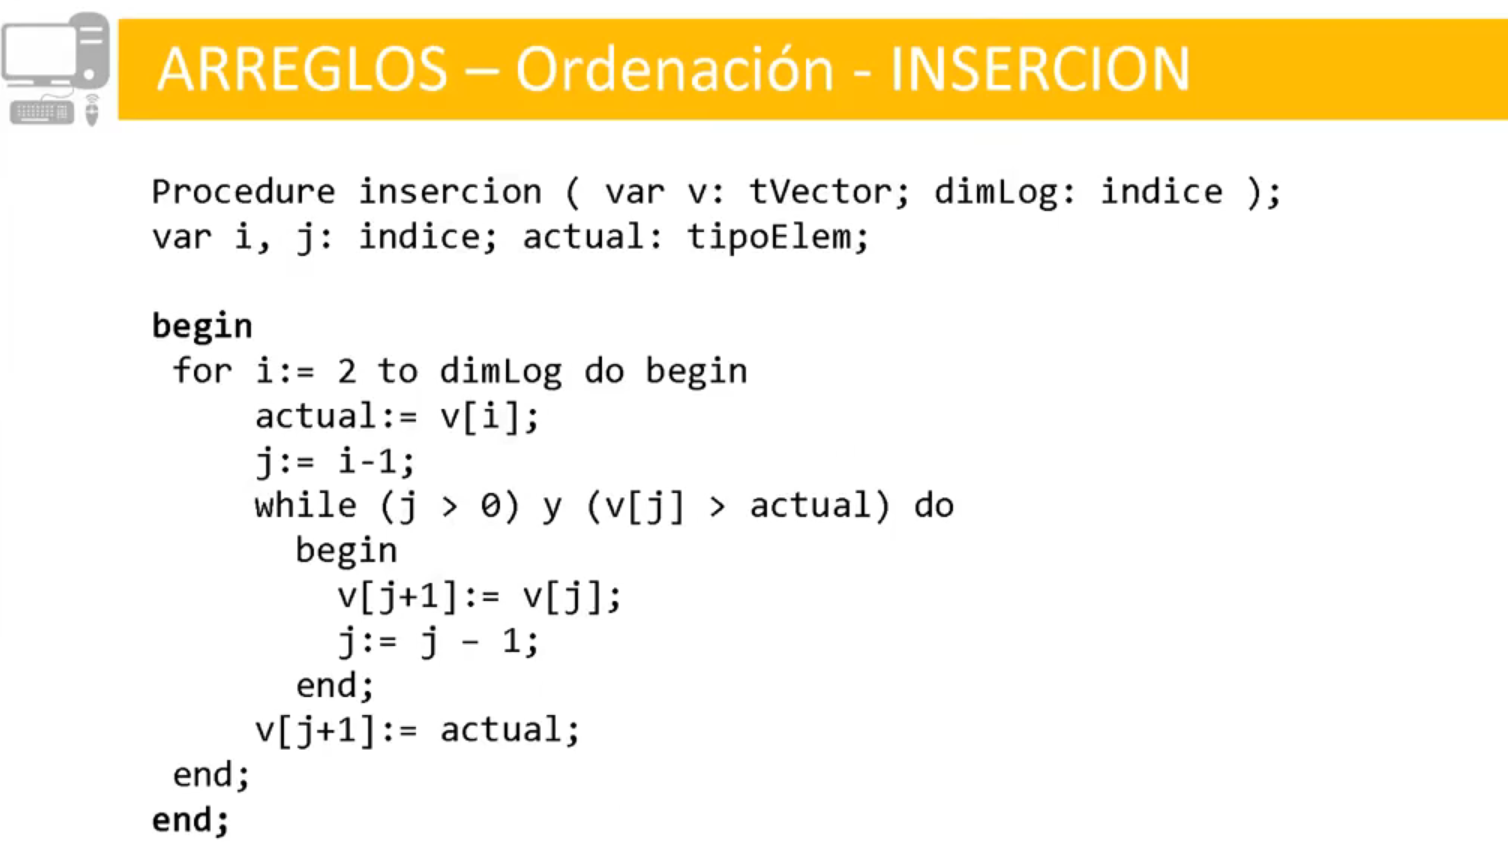 ARREGLOS – Ordenación - INSERCION
Procedure insercion ( var v: tVector; dimLog: indice );
var i, j: indice; actual: tipoElem;
begin
for i:= 2 to dimLog do begin
actual:= v[i];
j:= i-1;
while (j > 0) y (v[j] > actual) do
begin
v[j+1]:= v[j];
j:= j – 1;
end;
v[j+1]:= actual;
end;
end;